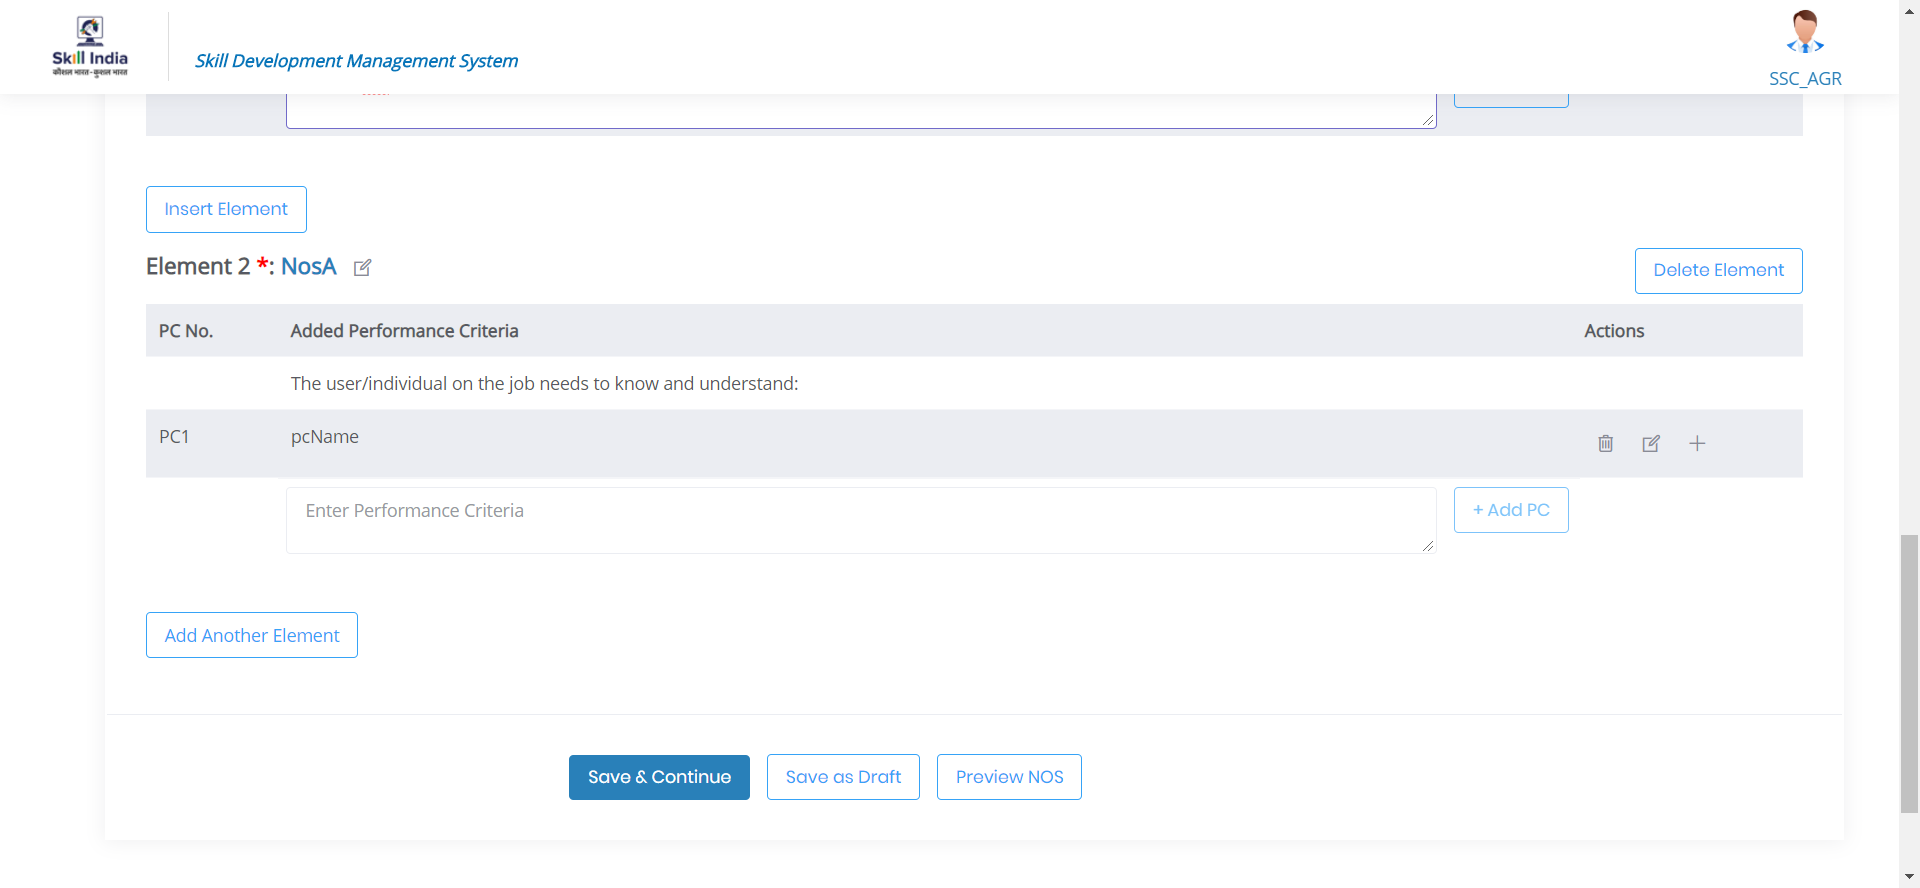 Skill India
कौशल भारत-कुशल भारत
Skill Development Management System
SSC_AGR
Insert Element
Element 2 *: NosA
Delete Element
PC No. Added Performance Criteria Actions
The user/individual on the job needs to know and understand:
PC1 pcName
Enter Performance Criteria
+ Add PC
Add Another Element
Save & Continue Save as Draft Preview NOS